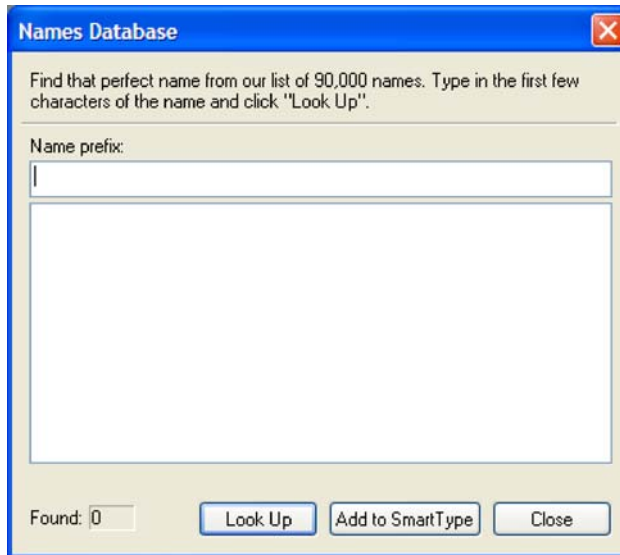 Names Database
Find that perfect name from our list of 90,000 names. Type in the first few
characters of the name and click "Look Up".
Name prefix:
Found: 0 Look Up Add to SmartType Close